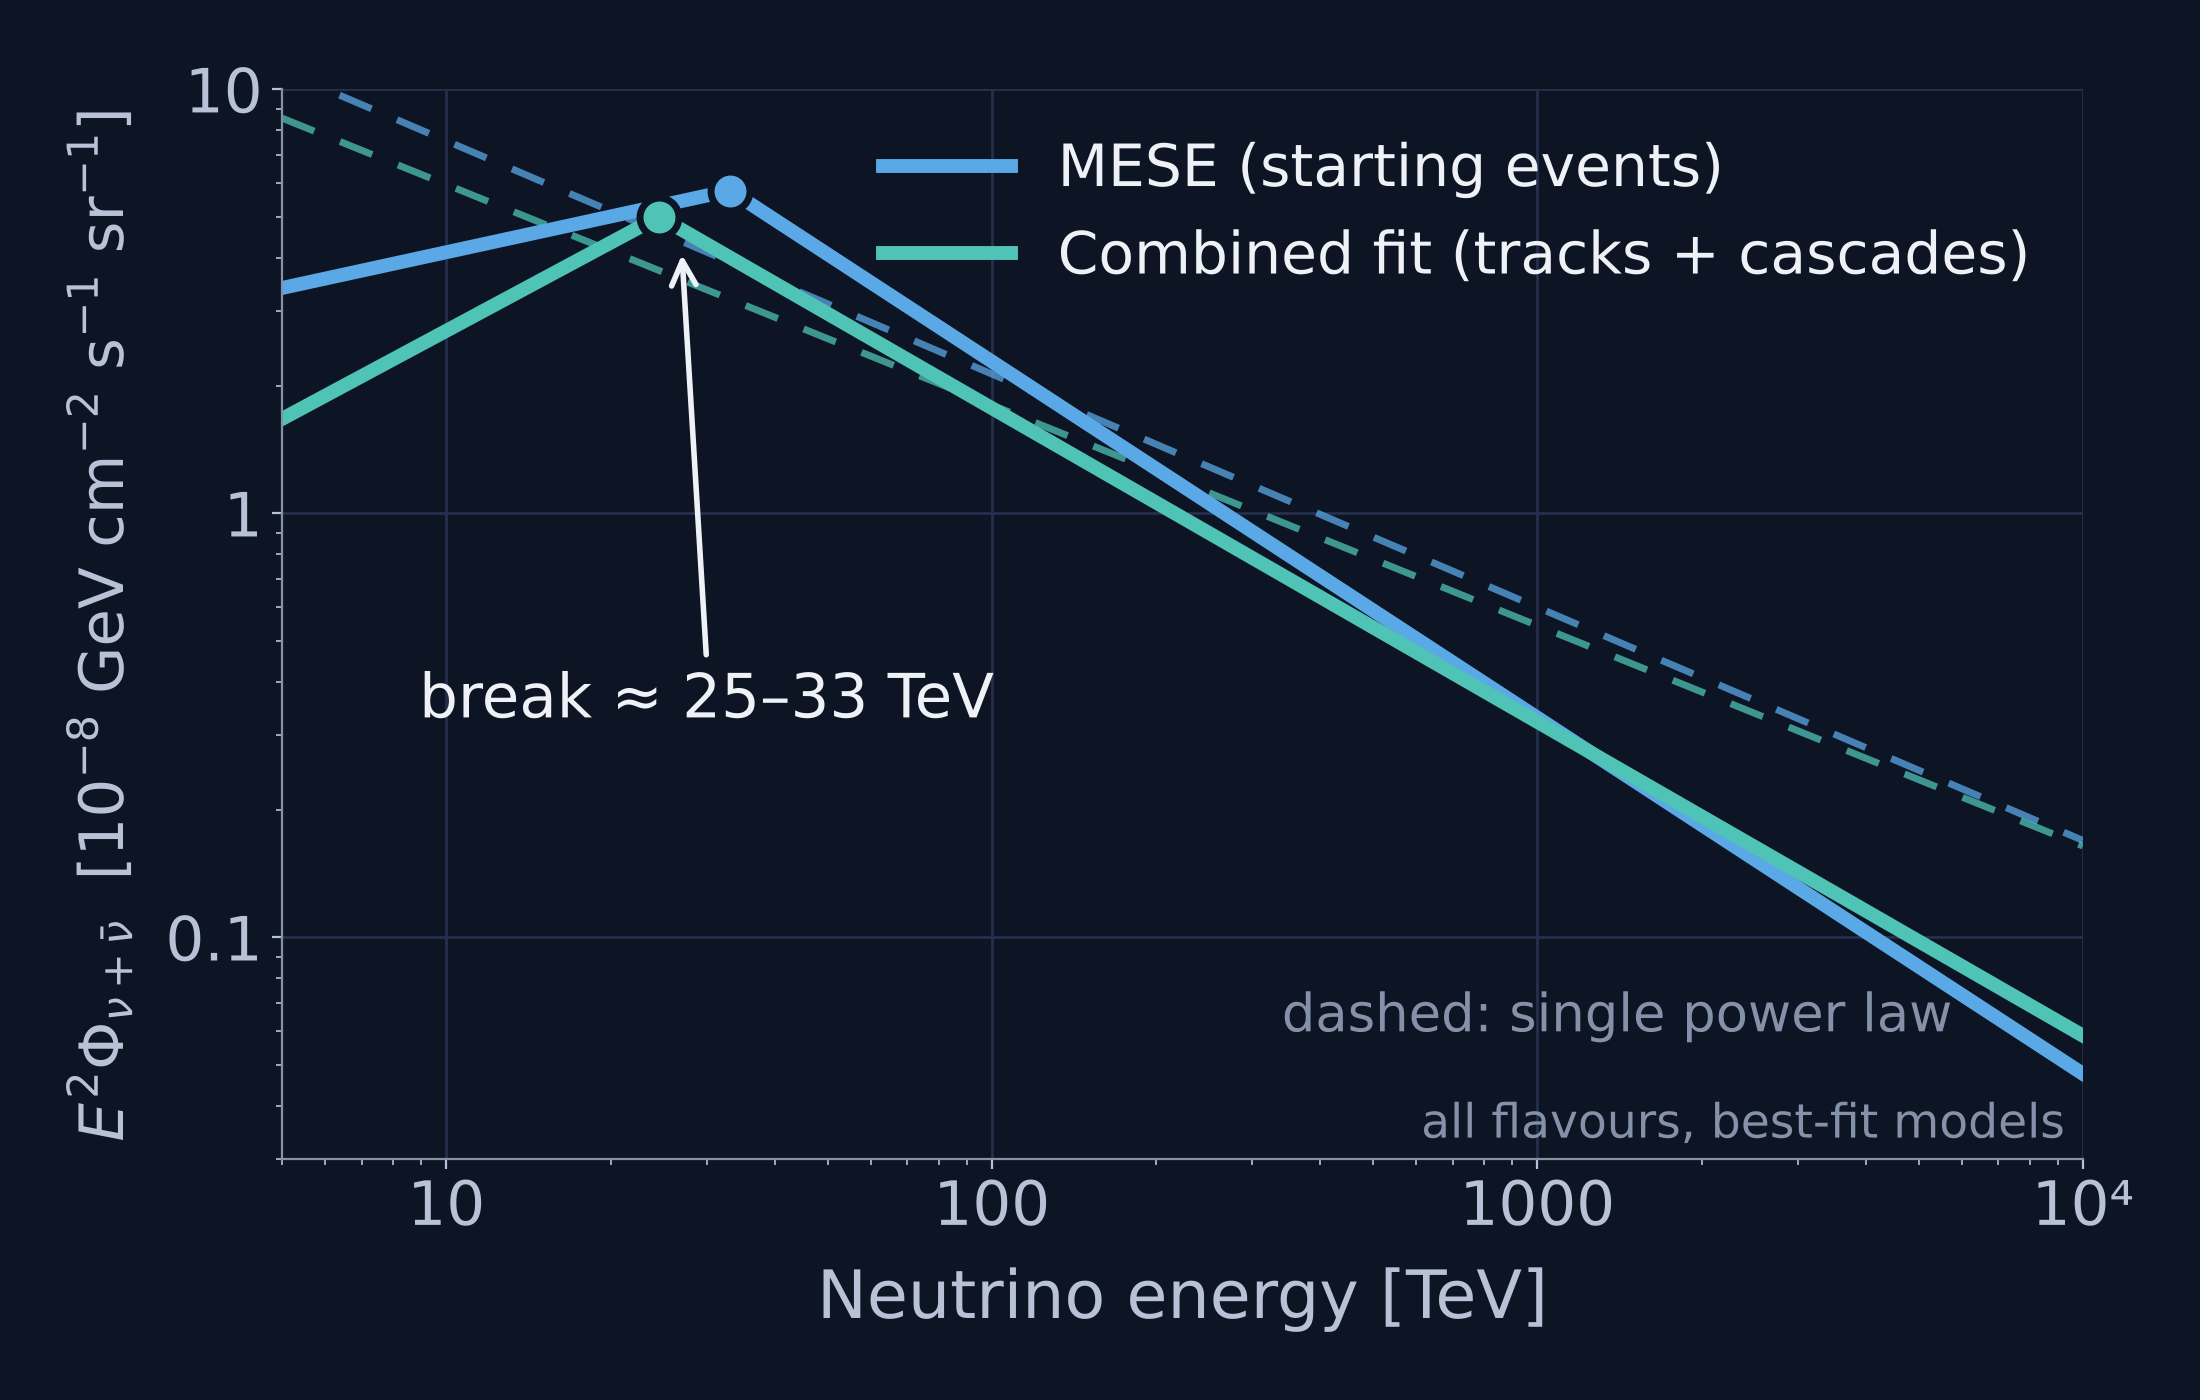 10
1
0.1
E²Φν+ν̄ [10⁻⁸ GeV cm⁻² s⁻¹ sr⁻¹]
MESE (starting events)
Combined fit (tracks + cascades)
break ≈ 25–33 TeV
dashed: single power law
all flavours, best-fit models
10 100 1000 10⁴
Neutrino energy [TeV]